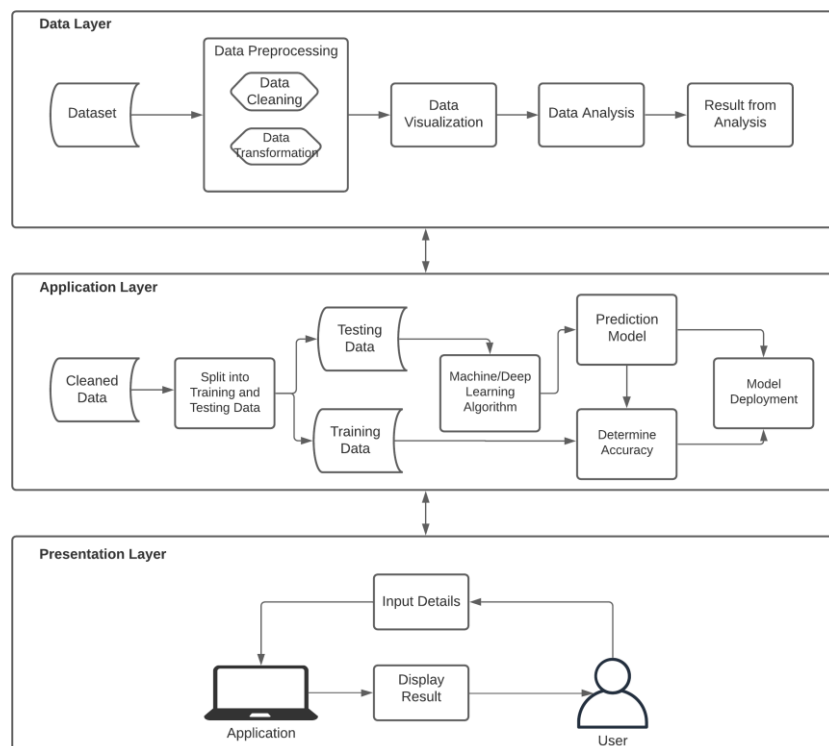 Data Layer
Data Preprocessing
Data
Cleaning
Data
Transformation
Dataset
Data
Visualization
Data Analysis
Result from
Analysis
Application Layer
Cleaned
Data
Split into
Training and
Testing Data
Testing
Data
Training
Data
Machine/Deep
Learning
Algorithm
Prediction
Model
Determine
Accuracy
Model
Deployment
Presentation Layer
Input Details
Display
Result
Application
User